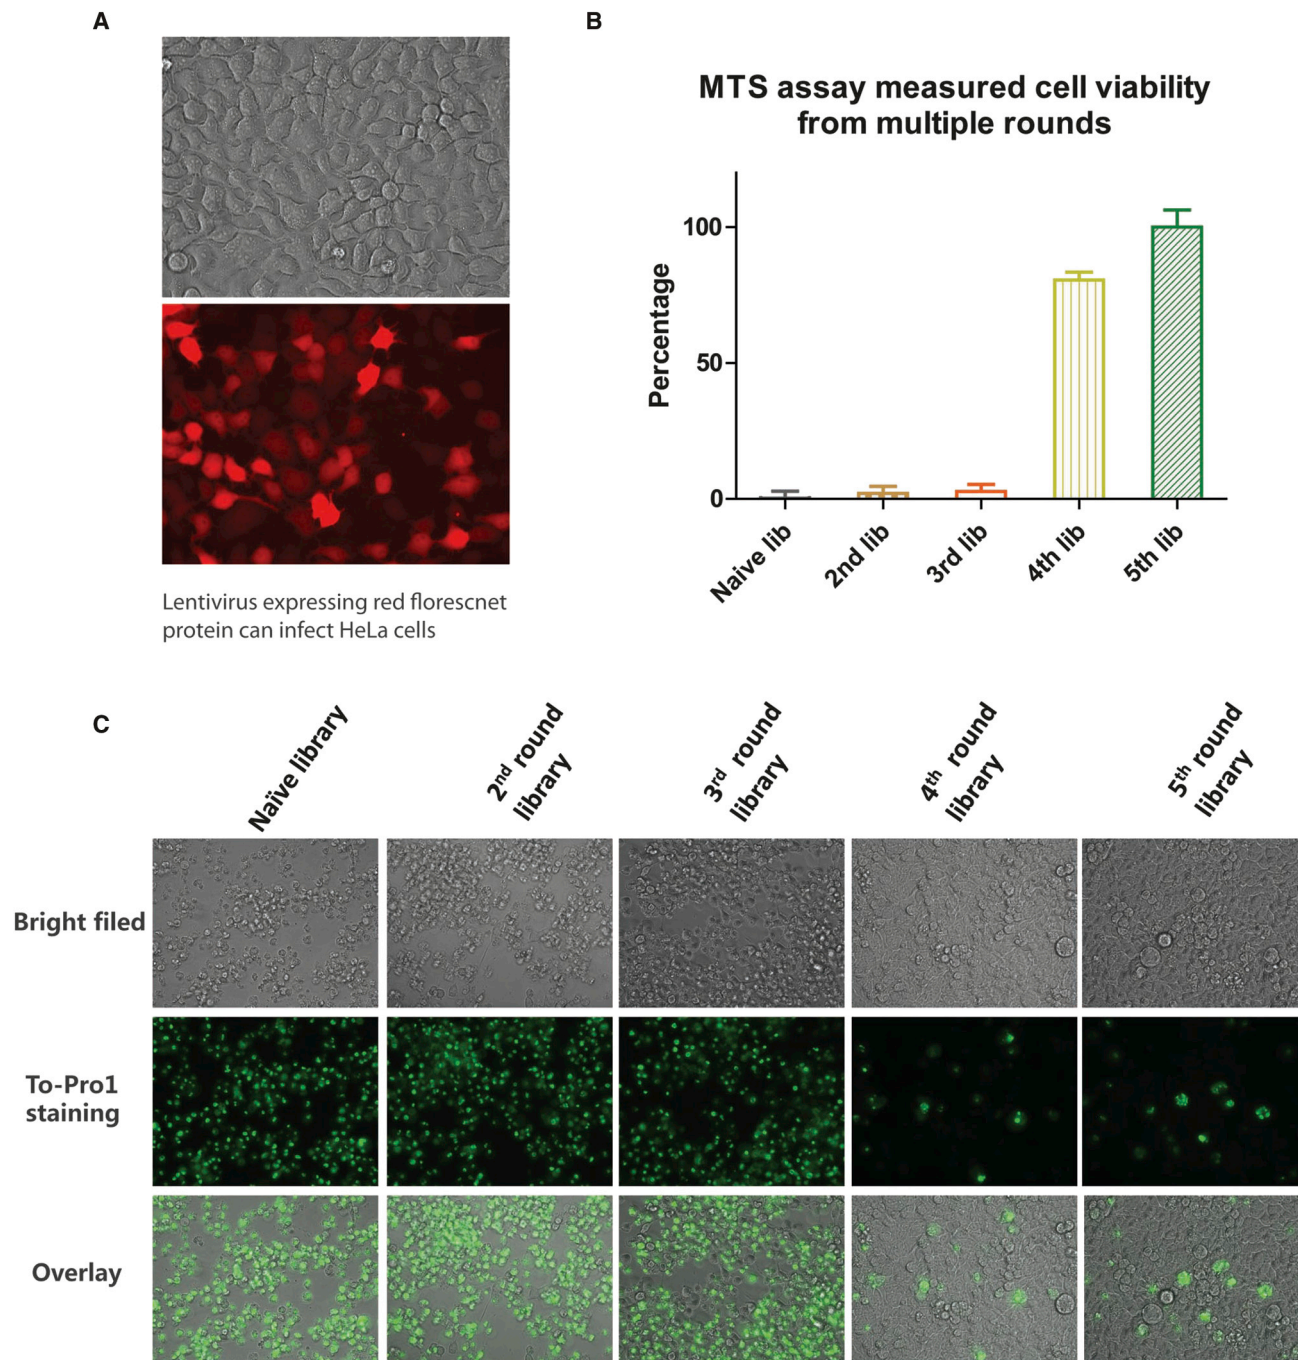 A
B
MTS assay measured cell viability
from multiple rounds
Percentage
100
50
0
Naive lib
2nd lib
3rd lib
4th lib
5th lib
Lentivirus expressing red florescnet
protein can infect HeLa cells
C
Naïve library
2nd round
library
3rd round
library
4th round
library
5th round
library
Bright filed
To-Pro1
staining
Overlay